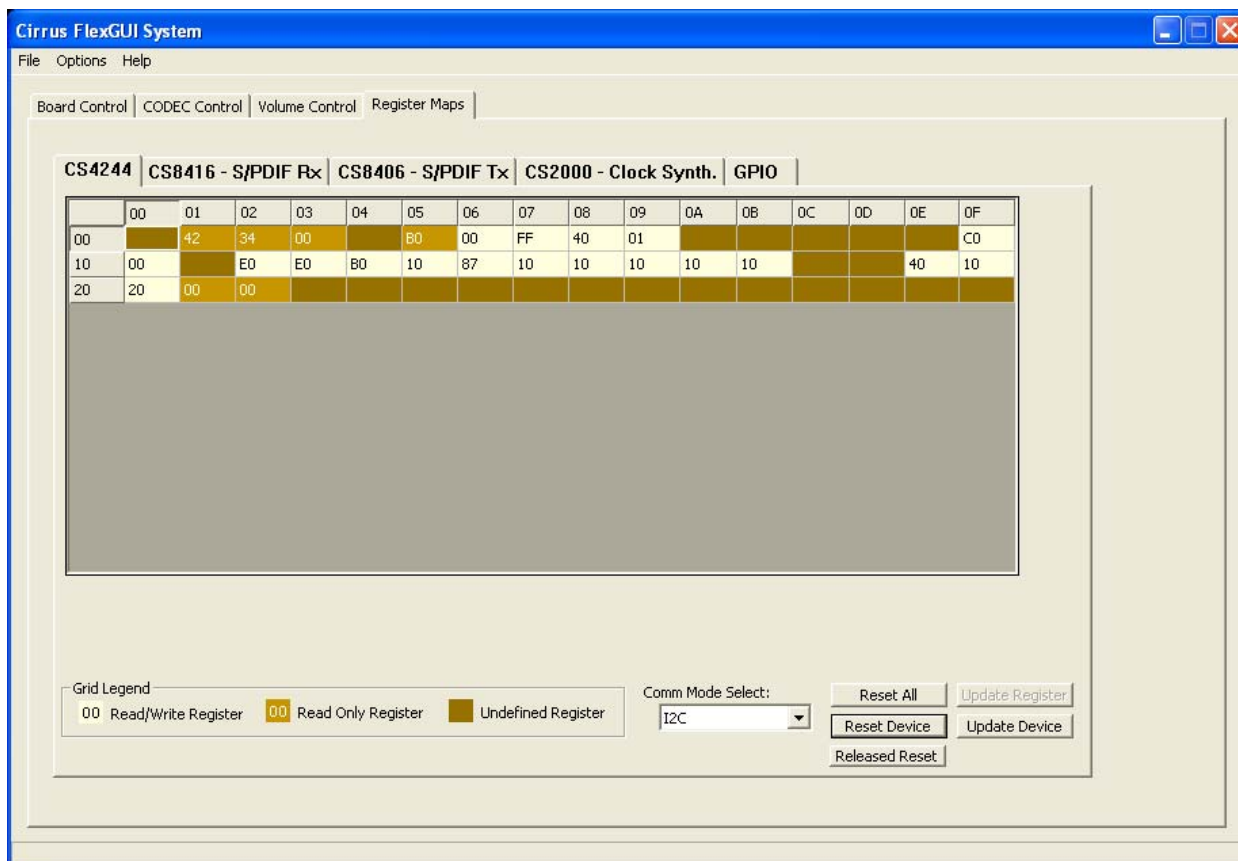 Cirrus FlexGUI System
File Options Help
Board Control CODEC Control Volume Control Register Maps
CS4244 CS8416 - S/PDIF Rx CS8406 - S/PDIF Tx CS2000 - Clock Synth. GPIO
00 01 02 03 04 05 06 07 08 09 0A 0B 0C 0D 0E 0F
00 42 34 00 B0 00 FF 40 01 C0
10 00 E0 E0 B0 10 87 10 10 10 10 10 40 10
20 20 00 00
Grid Legend
00 Read/Write Register 00 Read Only Register Undefined Register
Comm Mode Select:
I2C
Reset All Update Register
Reset Device Update Device
Released Reset